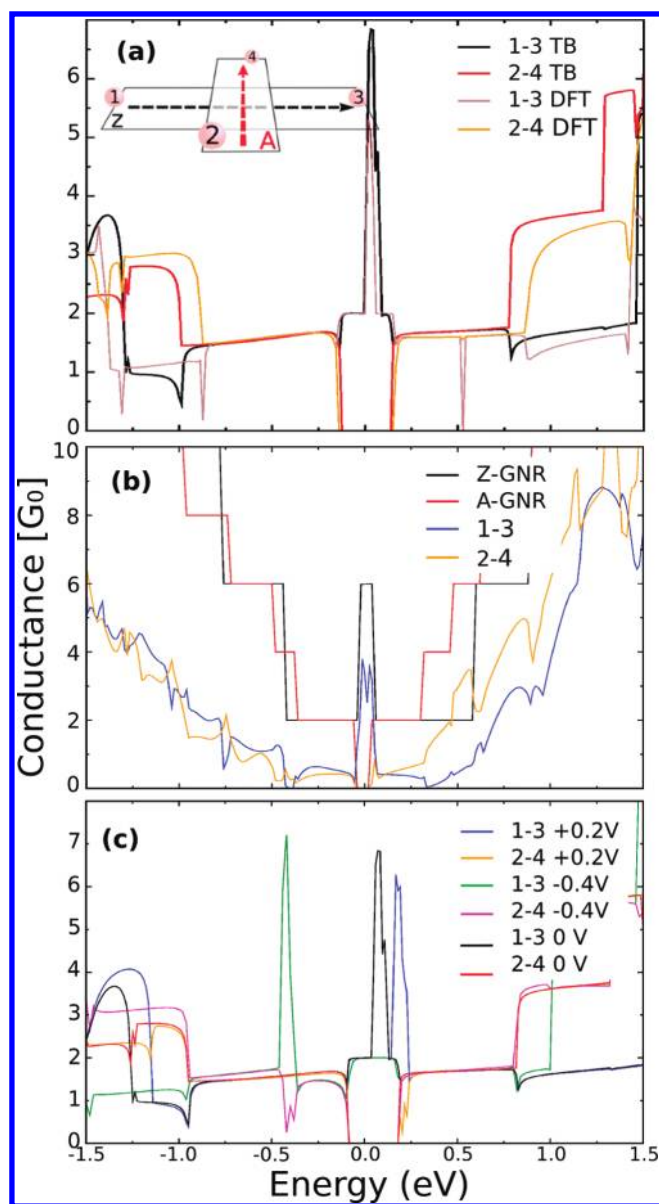 (a)
1-3 TB
2-4 TB
1-3 DFT
2-4 DFT
1
2
3
4
Z
A
7
6
5
4
3
2
1
0
(b)
Z-GNR
A-GNR
1-3
2-4
10
8
6
4
2
0
Conductance [G0]
(c)
1-3 +0.2V
2-4 +0.2V
1-3 -0.4V
2-4 -0.4V
1-3 0 V
2-4 0 V
7
6
5
4
3
2
1
0
-1.5 -1.0 -0.5 0.0 0.5 1.0 1.5
Energy (eV)